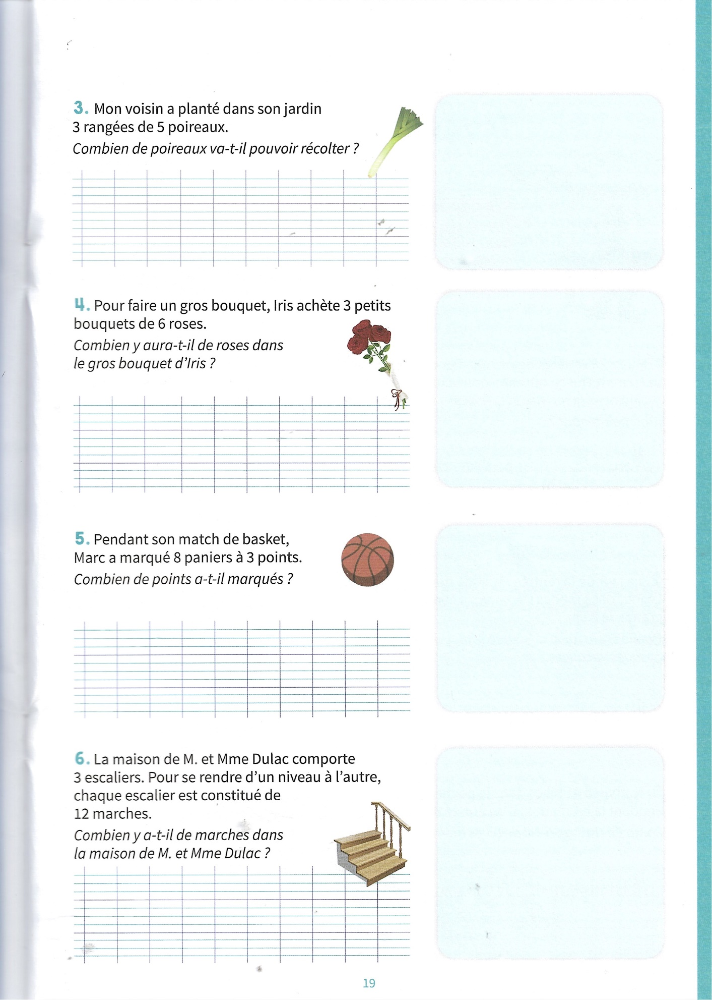 3. Mon voisin a planté dans son jardin
3 rangées de 5 poireaux.
Combien de poireaux va-t-il pouvoir récolter ?
4. Pour faire un gros bouquet, Iris achète 3 petits
bouquets de 6 roses.
Combien y aura-t-il de roses dans
le gros bouquet d’Iris ?
5. Pendant son match de basket,
Marc a marqué 8 paniers à 3 points.
Combien de points a-t-il marqués ?
6. La maison de M. et Mme Dulac comporte
3 escaliers. Pour se rendre d’un niveau à l’autre,
chaque escalier est constitué de
12 marches.
Combien y a-t-il de marches dans
la maison de M. et Mme Dulac ?
19